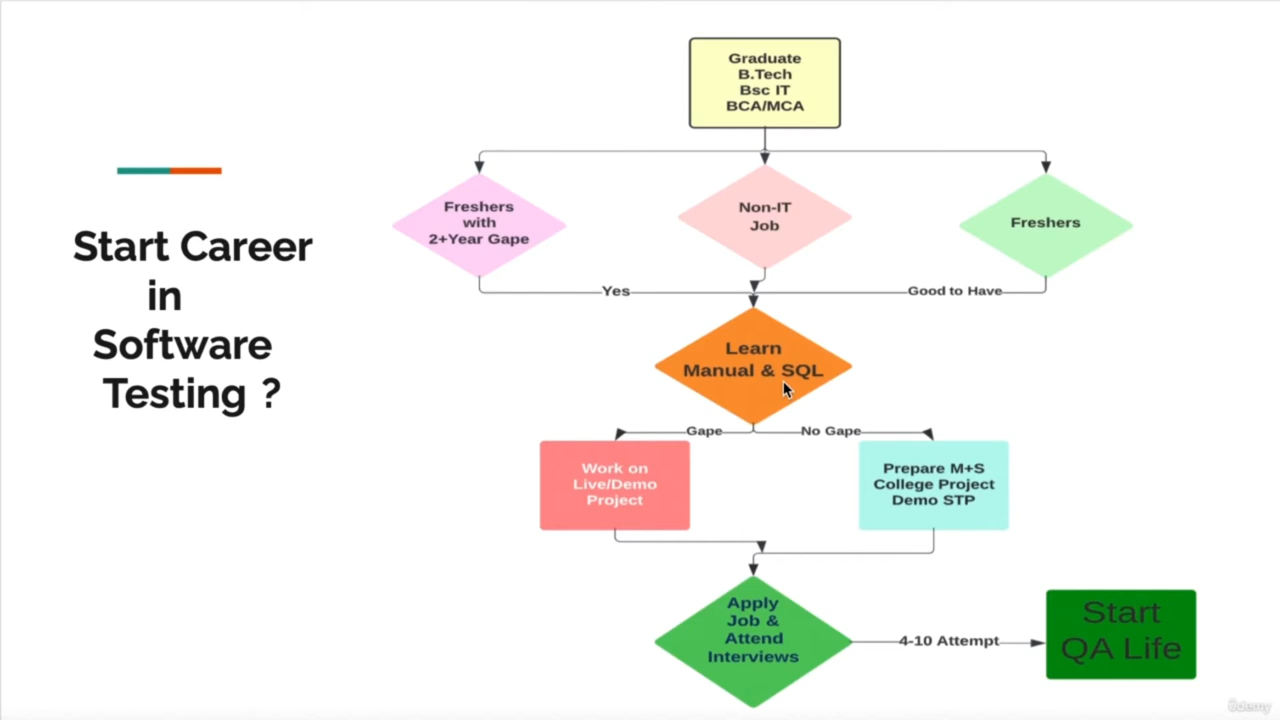 Start Career
in
Software
Testing ?
Graduate
B.Tech
Bsc IT
BCA/MCA
Freshers
with
2+Year Gape
Non-IT
Job
Freshers
Yes
Good to Have
Learn
Manual & SQL
Gape
No Gape
Work on
Live/Demo
Project
Prepare M+S
College Project
Demo STP
Apply
Job &
Attend
Interviews
4-10 Attempt
Start
QA Life
ûdemy